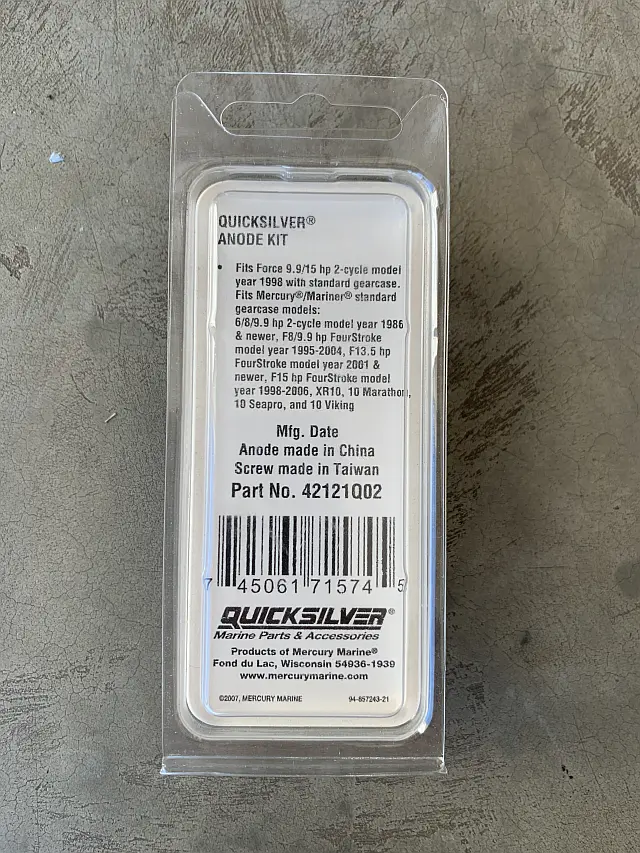 QUICKSILVER®
ANODE KIT
• Fits Force 9.9/15 hp 2-cycle model
year 1998 with standard gearcase.
Fits Mercury®/Mariner® standard
gearcase models:
6/8/9.9 hp 2-cycle model year 1986
& newer, F8/9.9 hp FourStroke
model year 1995-2004, F13.5 hp
FourStroke model year 2001 &
newer, F15 hp FourStroke model
year 1998-2006, XR10, 10 Marathon,
10 Seapro, and 10 Viking
Mfg. Date
Anode made in China
Screw made in Taiwan
Part No. 42121Q02
7 45061 71574 5
QUICKSILVER®
Marine Parts & Accessories
Products of Mercury Marine®
Fond du Lac, Wisconsin 54936-1939
www.mercurymarine.com
©2007, MERCURY MARINE 94-857243-21